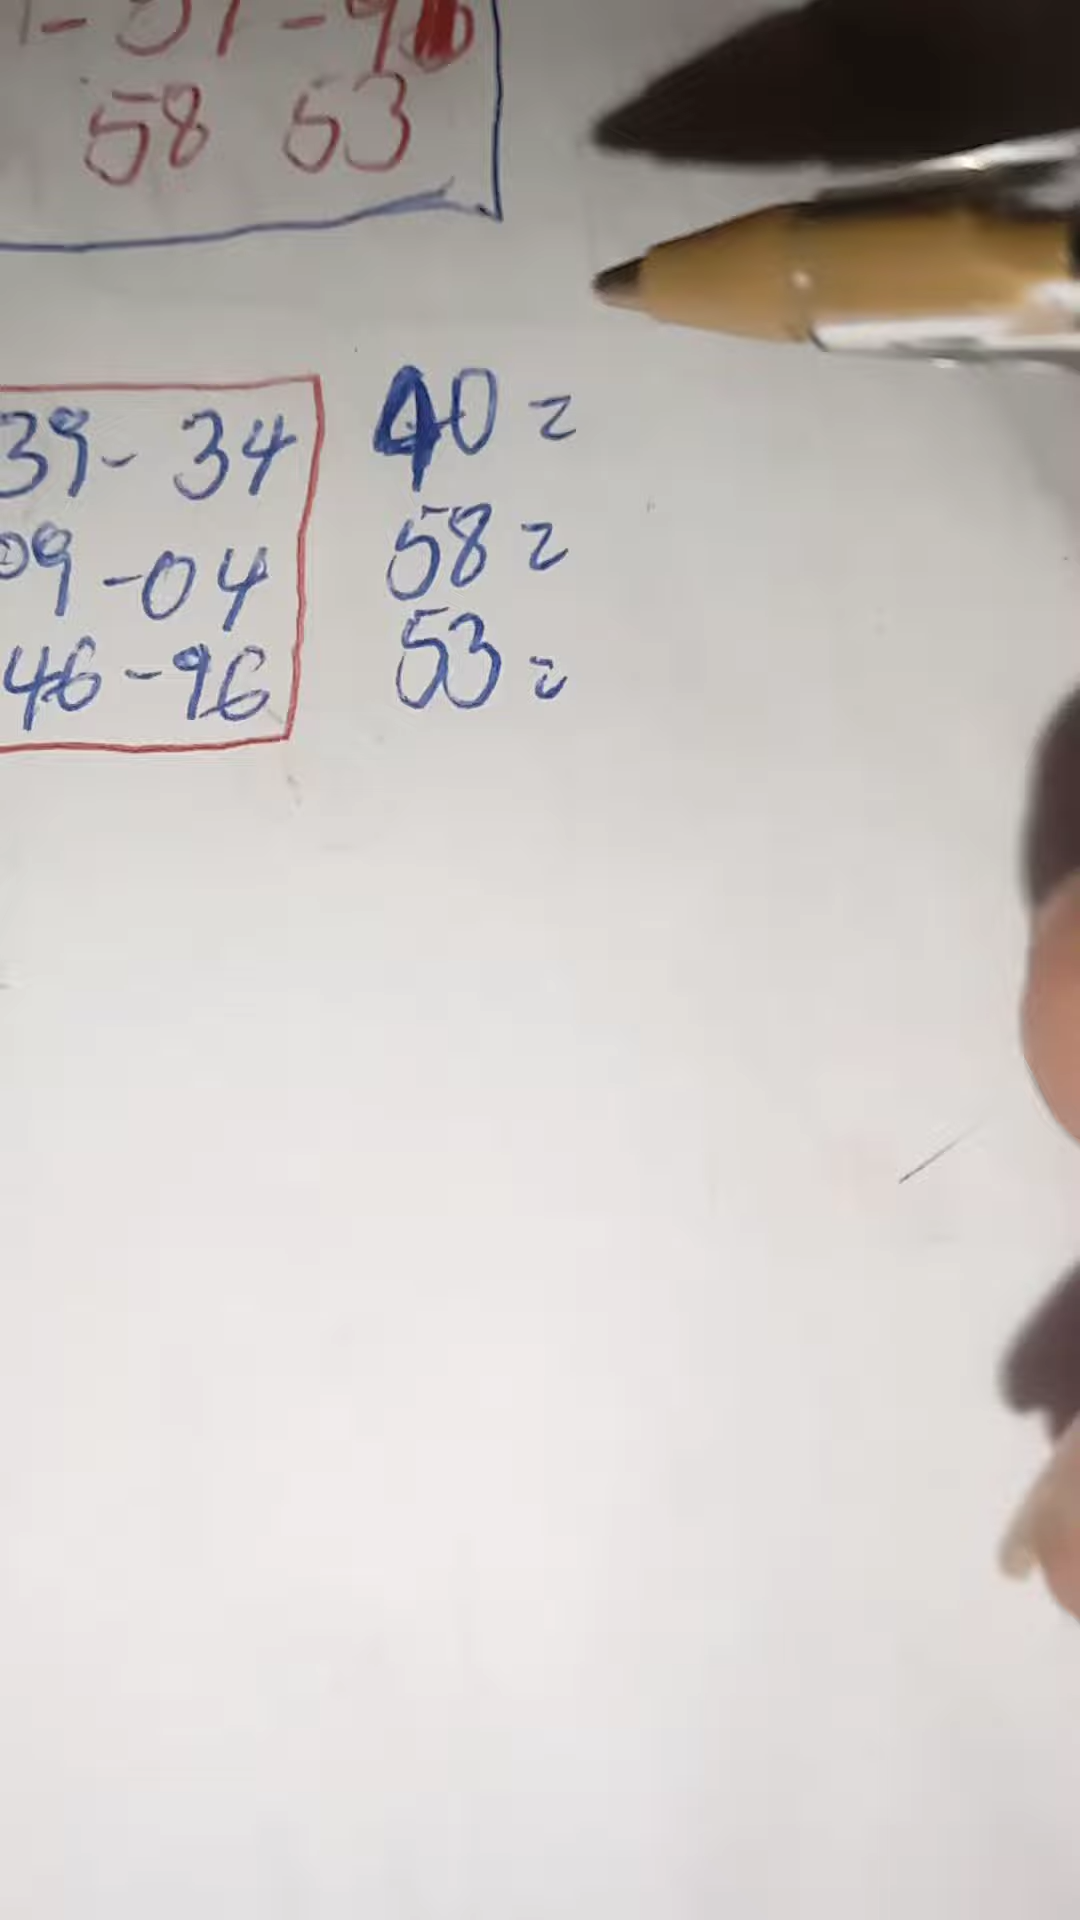 58 53
39- 34 40 =
09 -04 58 =
46-96 53 =